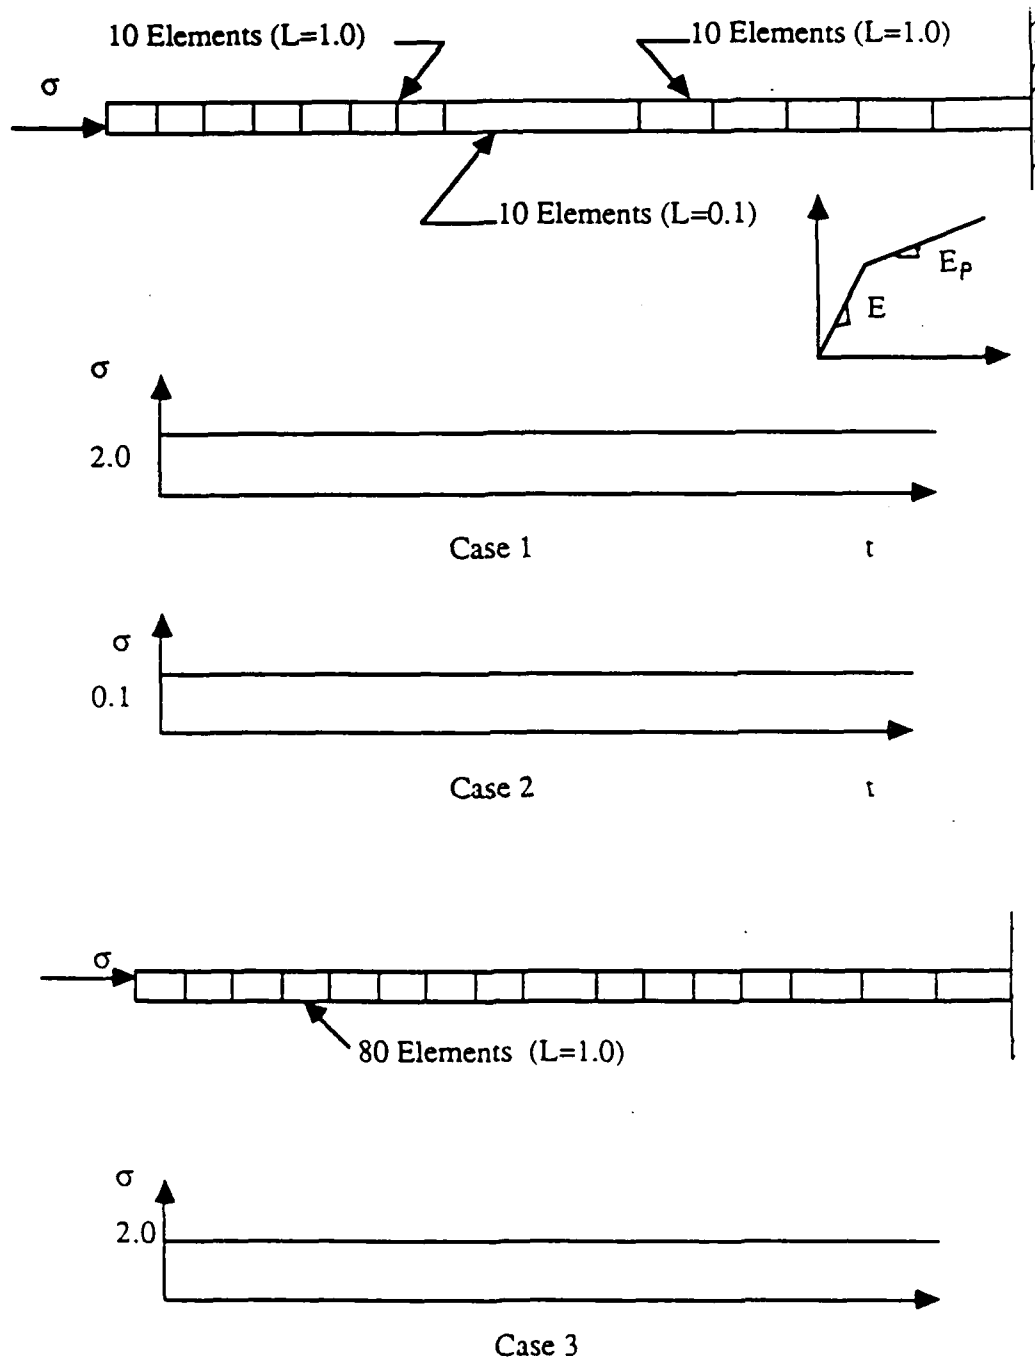 10 Elements (L=1.0)
10 Elements (L=1.0)
σ
10 Elements (L=0.1)
E_P
E
σ
2.0
Case 1
t
σ
0.1
Case 2
t
σ
80 Elements (L=1.0)
σ
2.0
Case 3